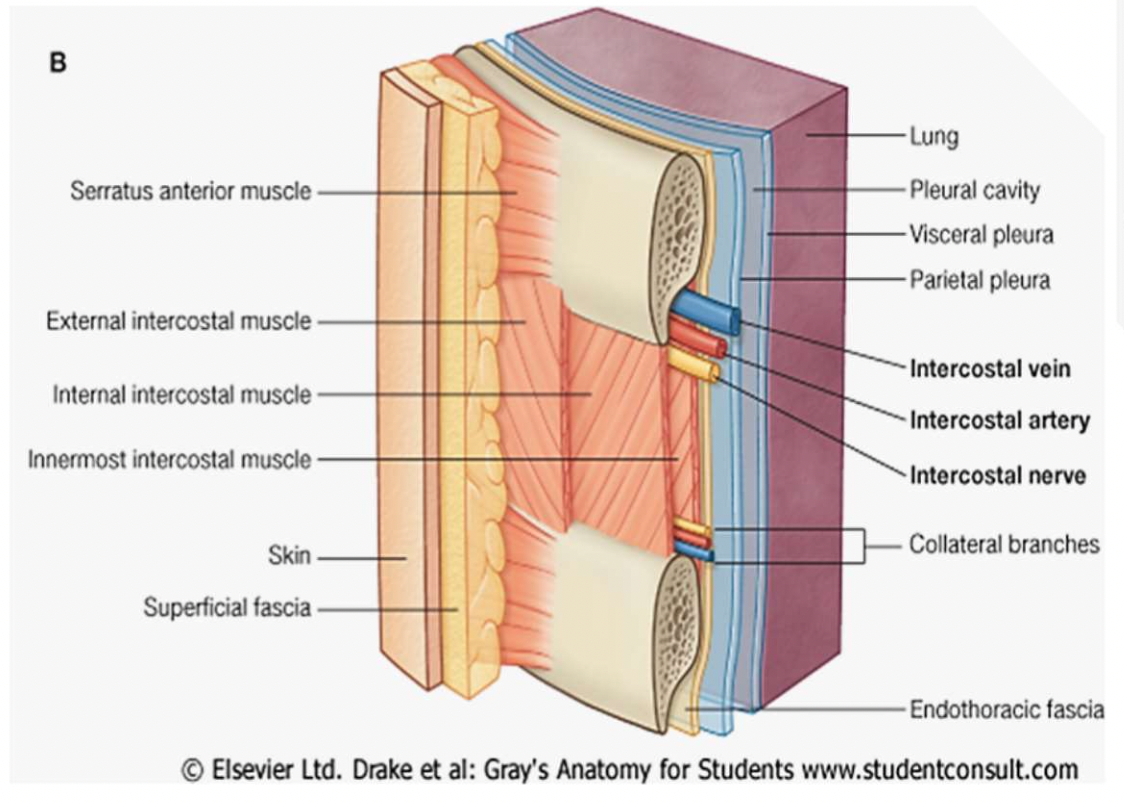 B
Serratus anterior muscle
External intercostal muscle
Internal intercostal muscle
Innermost intercostal muscle
Skin
Superficial fascia
Lung
Pleural cavity
Visceral pleura
Parietal pleura
Intercostal vein
Intercostal artery
Intercostal nerve
Collateral branches
Endothoracic fascia
© Elsevier Ltd. Drake et al: Gray's Anatomy for Students www.studentconsult.com